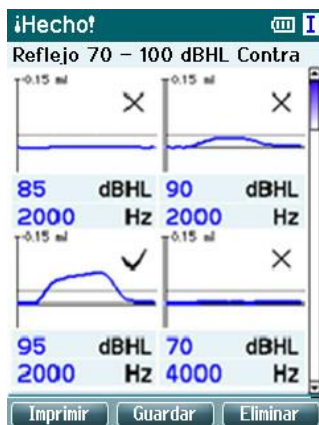 ¡Hecho! I
Reflejo 70 – 100 dBHL Contra
-0.15 ml -0.15 ml
85 dBHL 90 dBHL
2000 Hz 2000 Hz
-0.15 ml -0.15 ml
95 dBHL 70 dBHL
2000 Hz 4000 Hz
Imprimir Guardar Eliminar